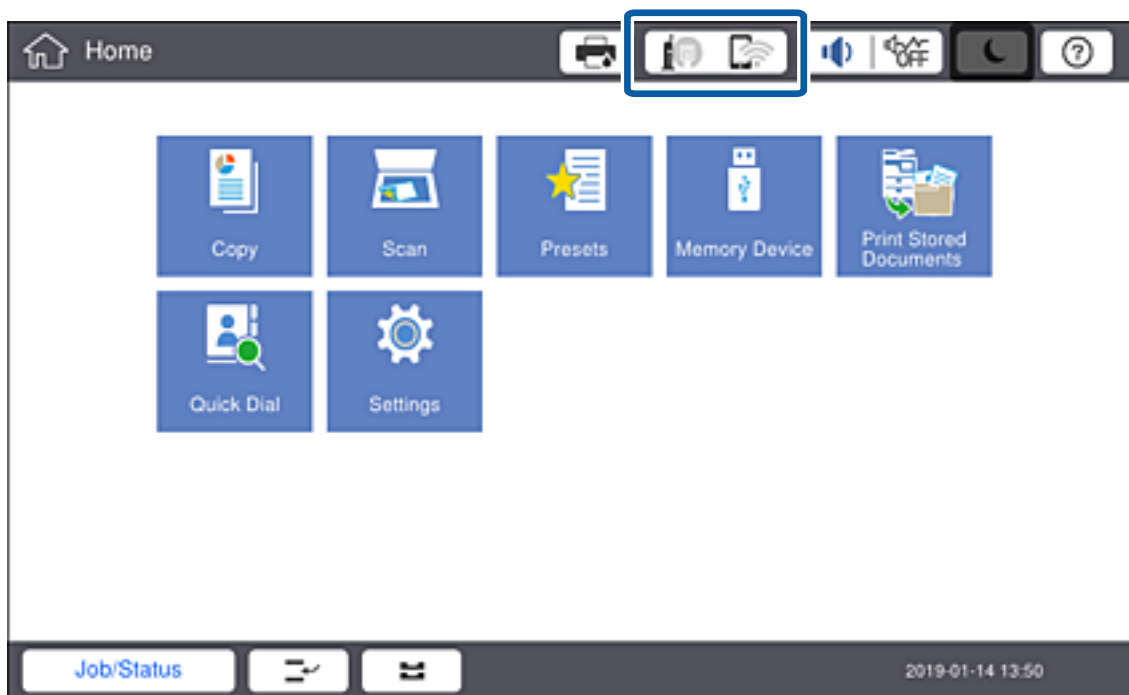 Home
OFF
?
Copy
Scan
Presets
Memory Device
Print Stored
Documents
Quick Dial
Settings
Job/Status
2019-01-14 13:50